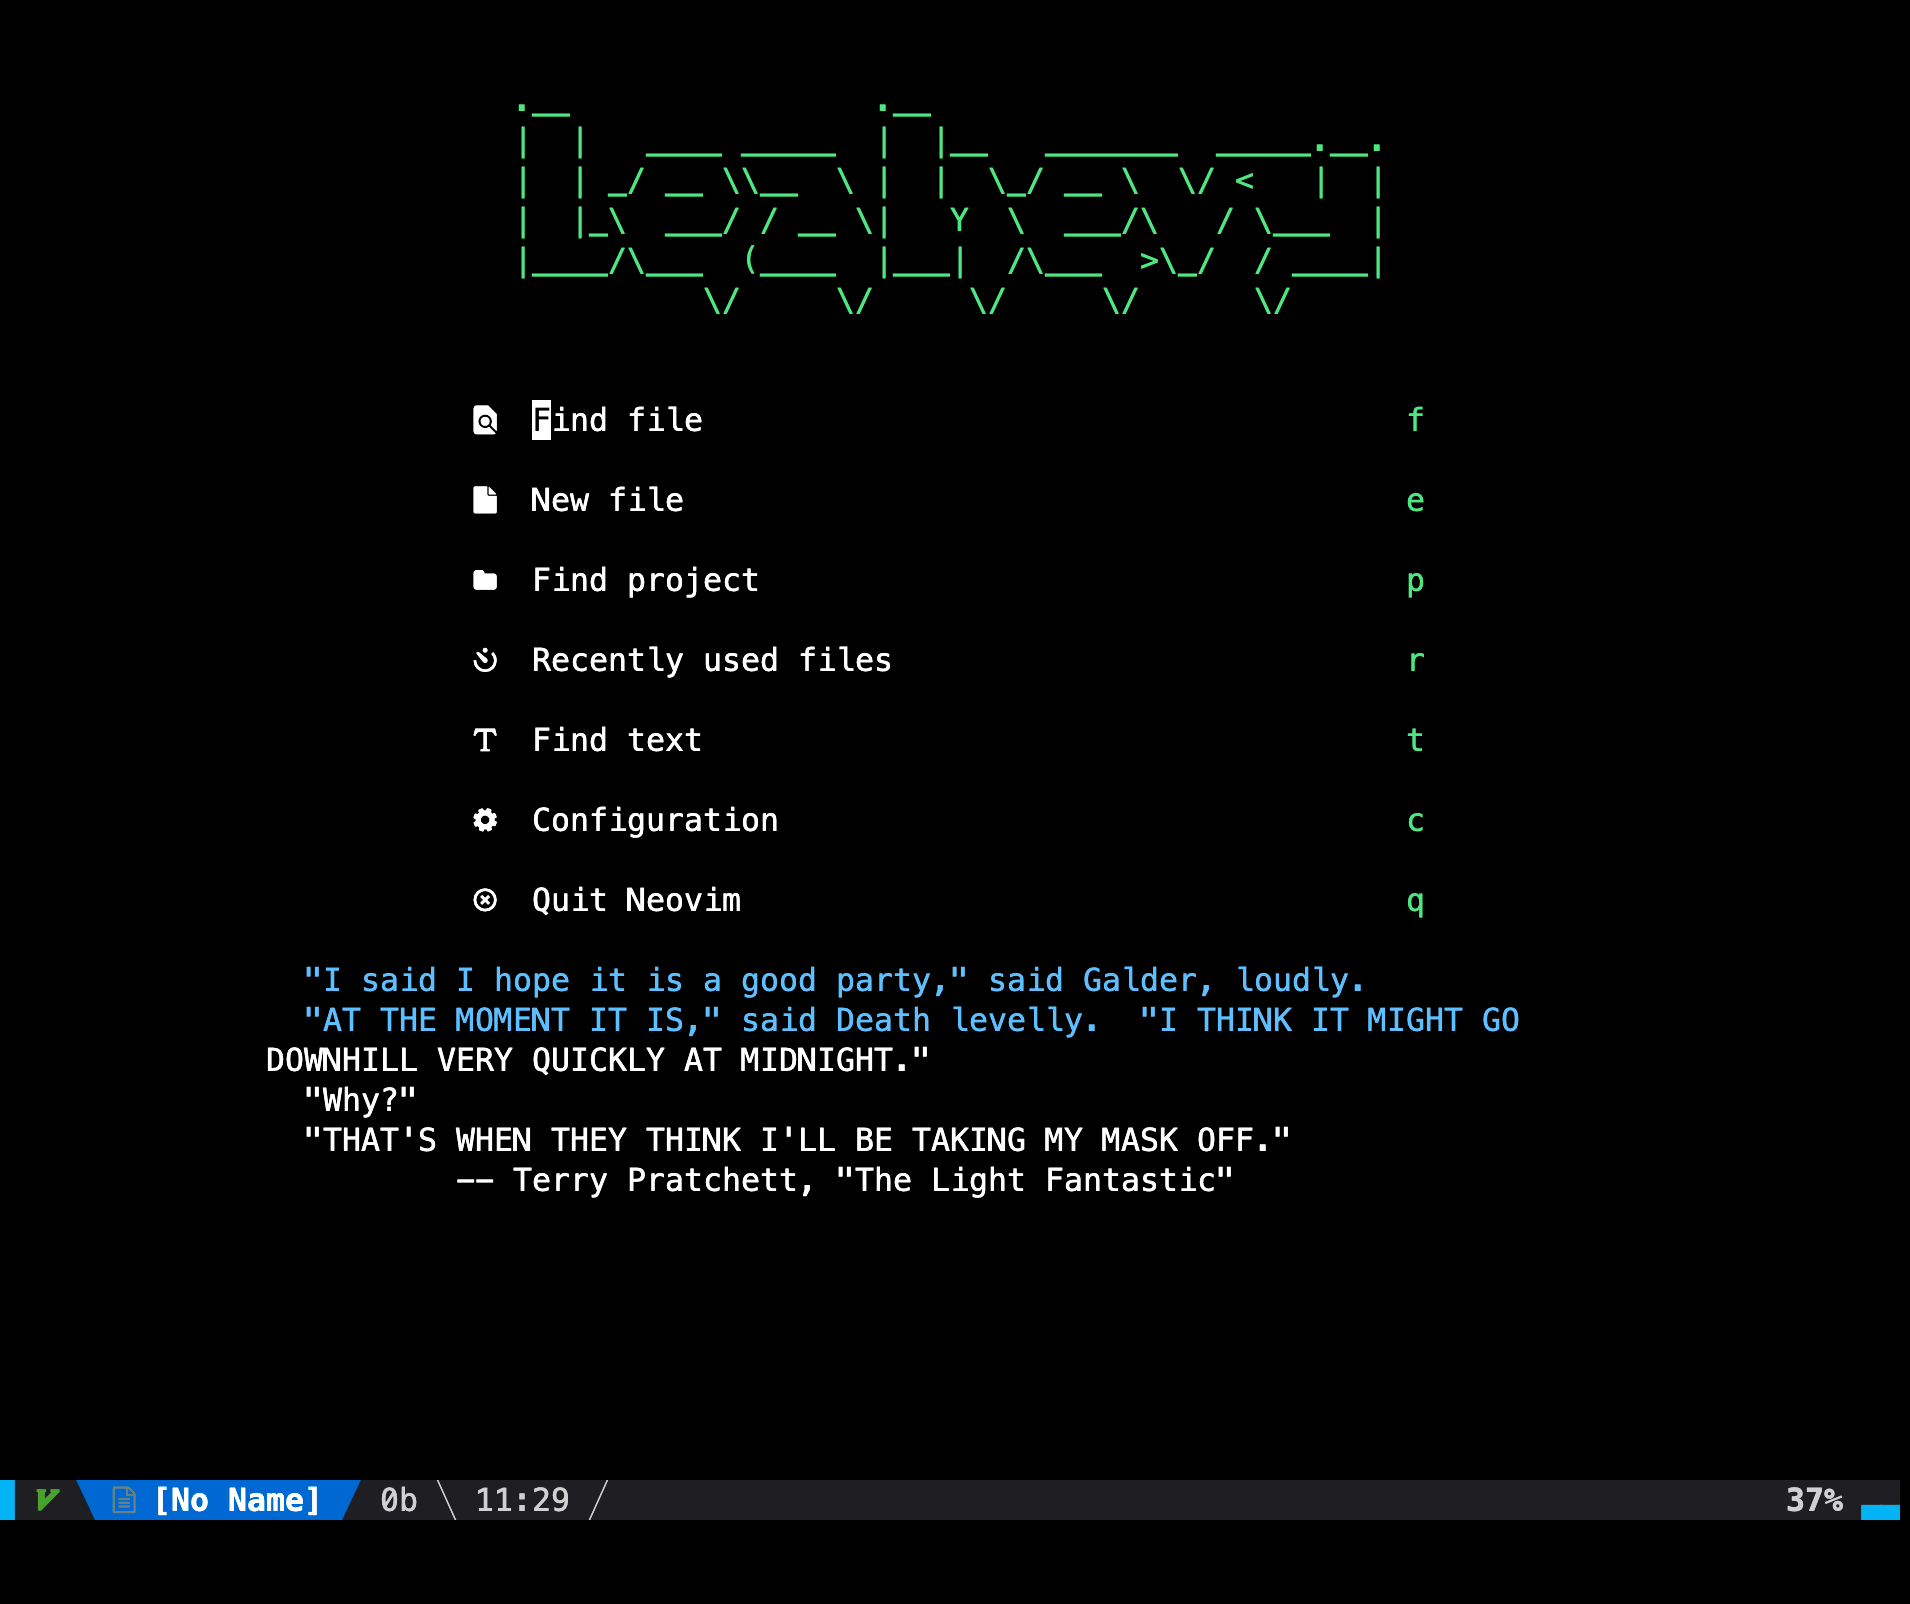 leahevy
Find file f
New file e
Find project p
Recently used files r
Find text t
Configuration c
Quit Neovim q
"I said I hope it is a good party," said Galder, loudly.
"AT THE MOMENT IT IS," said Death levelly.  "I THINK IT MIGHT GO
DOWNHILL VERY QUICKLY AT MIDNIGHT."
"Why?"
"THAT'S WHEN THEY THINK I'LL BE TAKING MY MASK OFF."
-- Terry Pratchett, "The Light Fantastic"
[No Name] 0b 11:29 37%